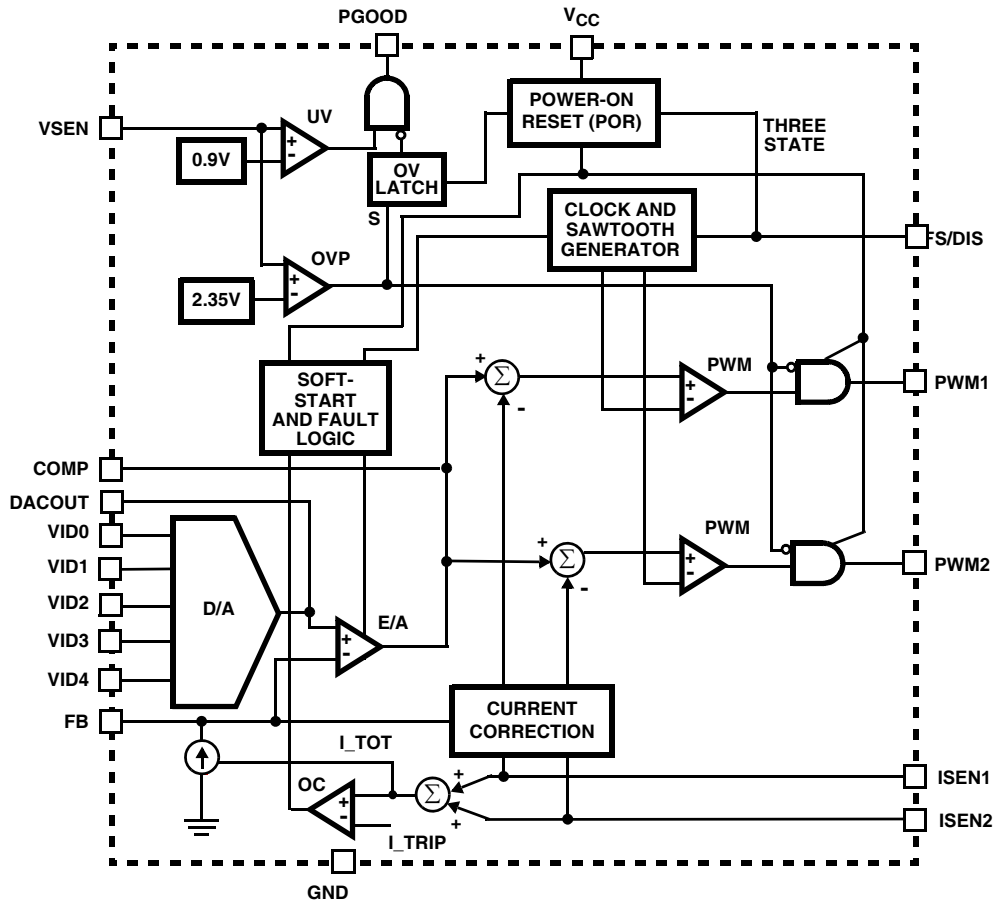 PGOOD
VCC
VSEN
UV
0.9V
+
-
OV
LATCH
S
POWER-ON
RESET (POR)
THREE
STATE
OVP
2.35V
+
-
CLOCK AND
SAWTOOTH
GENERATOR
FS/DIS
SOFT-
START
AND FAULT
LOGIC
+
Σ
-
PWM
+
-
PWM1
COMP
DACOUT
VID0
VID1
VID2
VID3
VID4
D/A
E/A
+
-
+
Σ
-
PWM
+
-
PWM2
FB
CURRENT
CORRECTION
I_TOT
OC
+
-
Σ
+
+
I_TRIP
ISEN1
ISEN2
GND